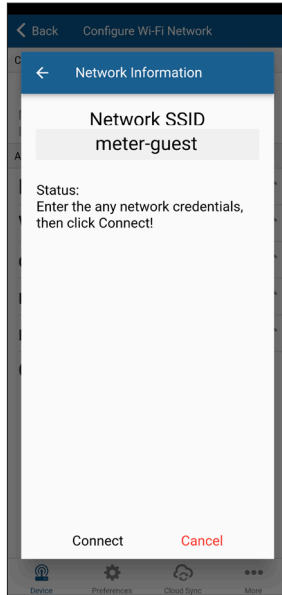 Back
Configure Wi-Fi Network
Network Information
Network SSID
meter-guest
Status:
Enter the any network credentials,
then click Connect!
Connect
Cancel
Device
Preferences
Cloud Sync
More